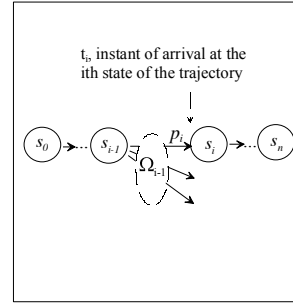 tᵢ, instant of arrival at the
ith state of the trajectory
s₀ ... sᵢ₋₁ pᵢ sᵢ ... sₙ
Ωᵢ₋₁